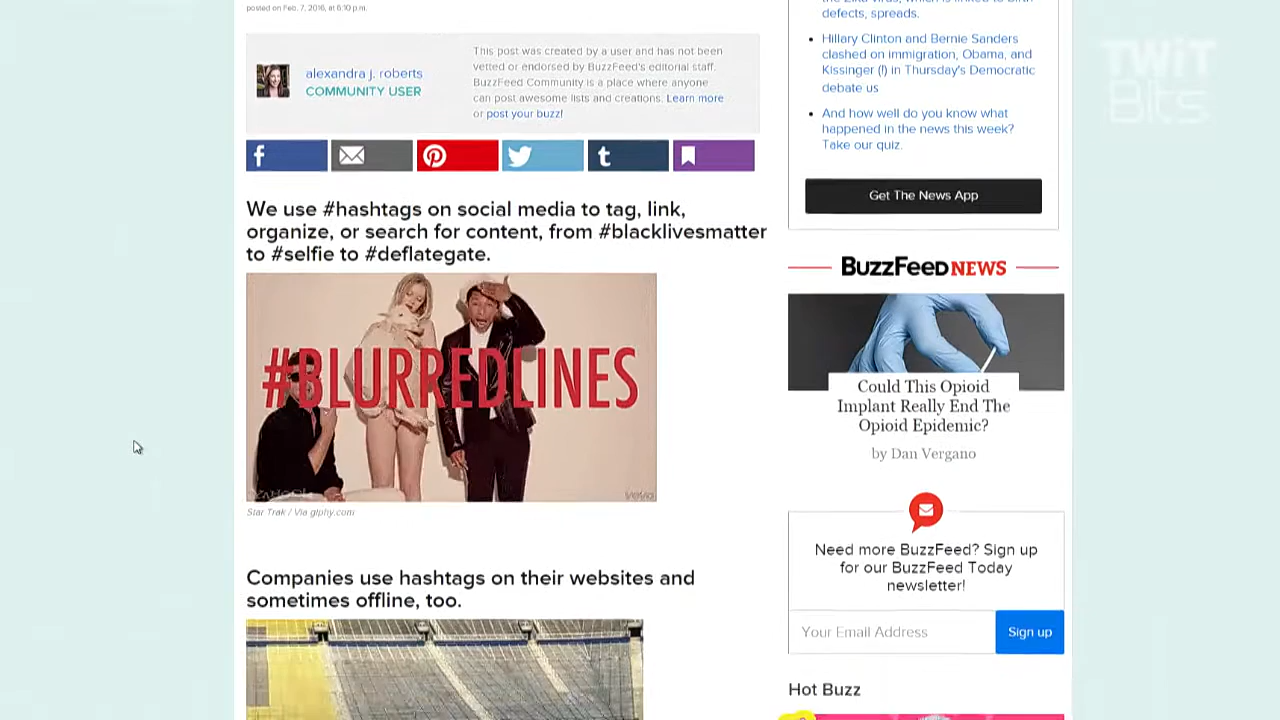 posted on Feb. 7, 2016, at 6:10 p.m.
alexandra j. roberts
COMMUNITY USER
This post was created by a user and has not been
vetted or endorsed by BuzzFeed's editorial staff.
BuzzFeed Community is a place where anyone
can post awesome lists and creations. Learn more
or post your buzz!
f
t
We use #hashtags on social media to tag, link,
organize, or search for content, from #blacklivesmatter
to #selfie to #deflategate.
#BLURREDLINES
vevo
Star Trak / Via giphy.com
Companies use hashtags on their websites and
sometimes offline, too.
defects, spreads.
Hillary Clinton and Bernie Sanders
clashed on immigration, Obama, and
Kissinger (!) in Thursday's Democratic
debate us
And how well do you know what
happened in the news this week?
Take our quiz.
Get The News App
BuzzFeed NEWS
Could This Opioid
Implant Really End The
Opioid Epidemic?
by Dan Vergano
Need more BuzzFeed? Sign up
for our BuzzFeed Today
newsletter!
Your Email Address
Sign up
Hot Buzz
TWiT
Bits